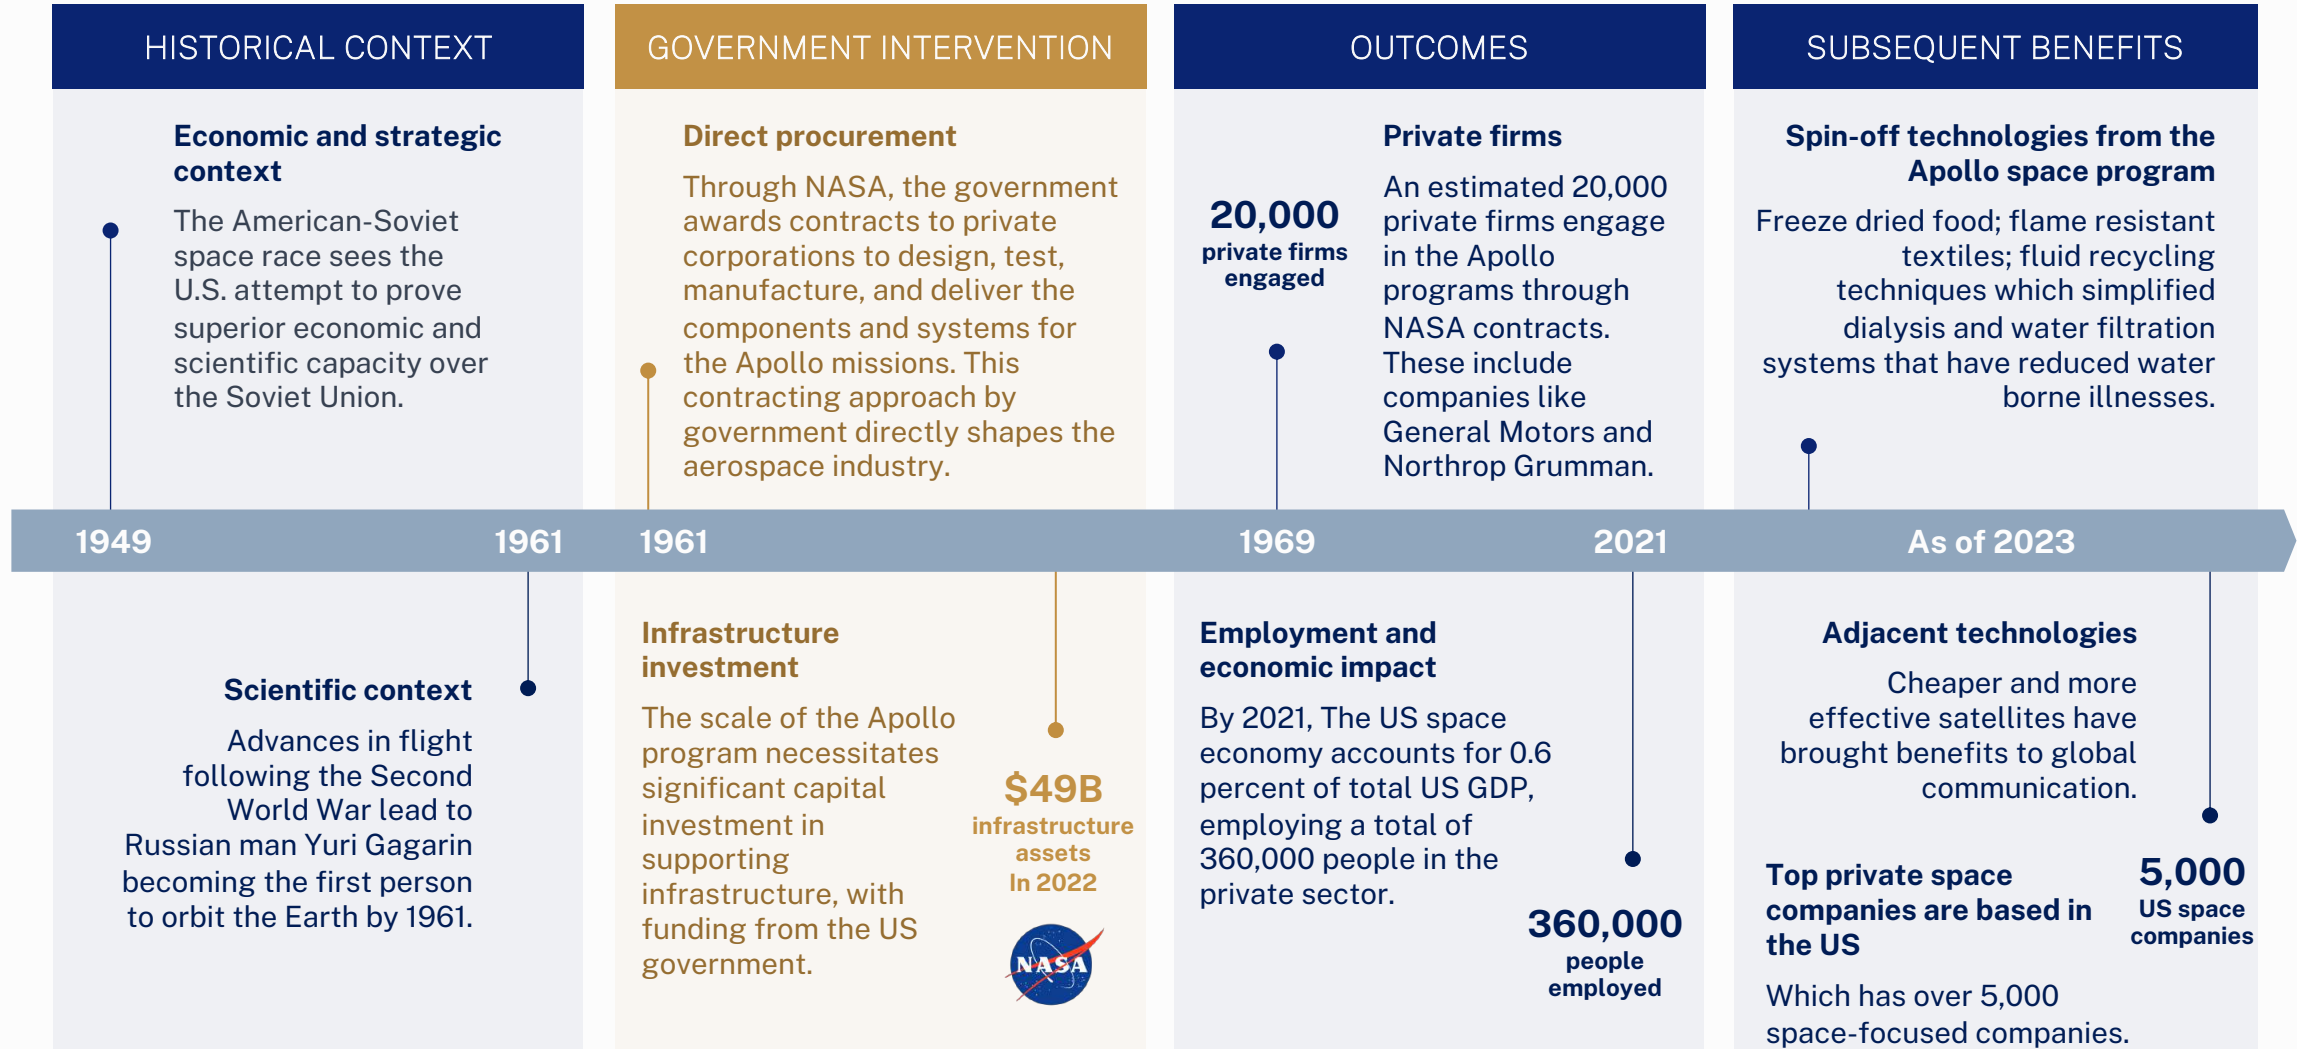 HISTORICAL CONTEXT
Economic and strategic
context
The American-Soviet
space race sees the
U.S. attempt to prove
superior economic and
scientific capacity over
the Soviet Union.
GOVERNMENT INTERVENTION
Direct procurement
Through NASA, the government
awards contracts to private
corporations to design, test,
manufacture, and deliver the
components and systems for
the Apollo missions. This
contracting approach by
government directly shapes the
aerospace industry.
OUTCOMES
20,000
private firms
engaged
Private firms
An estimated 20,000
private firms engage
in the Apollo
programs through
NASA contracts.
These include
companies like
General Motors and
Northrop Grumman.
SUBSEQUENT BENEFITS
Spin-off technologies from the
Apollo space program
Freeze dried food; flame resistant
textiles; fluid recycling
techniques which simplified
dialysis and water filtration
systems that have reduced water
borne illnesses.
1949
1961
1961
1969
2021
As of 2023
Scientific context
Advances in flight
following the Second
World War lead to
Russian man Yuri Gagarin
becoming the first person
to orbit the Earth by 1961.
Infrastructure
investment
The scale of the Apollo
program necessitates
significant capital
investment in
supporting
infrastructure, with
funding from the US
government.
$49B
infrastructure
assets
In 2022
NASA
Employment and
economic impact
By 2021, The US space
economy accounts for 0.6
percent of total US GDP,
employing a total of
360,000 people in the
private sector.
360,000
people
employed
Adjacent technologies
Cheaper and more
effective satellites have
brought benefits to global
communication.
Top private space
companies are based in
the US
Which has over 5,000
space-focused companies.
5,000
US space
companies